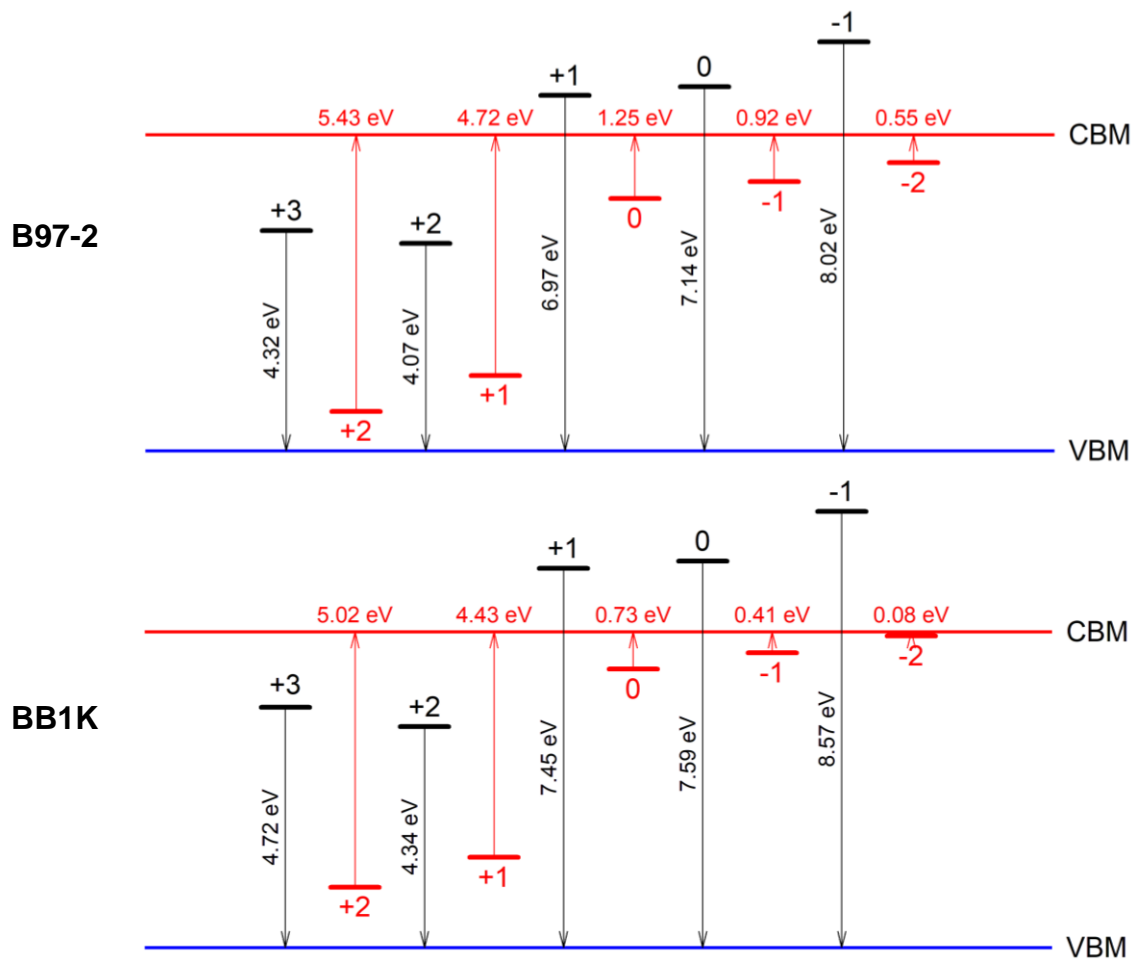 -1
+1
0
5.43 eV
4.72 eV
1.25 eV
0.92 eV
0.55 eV
CBM
+3
+2
0
-1
-2
B97-2
4.32 eV
4.07 eV
6.97 eV
7.14 eV
8.02 eV
+2
+1
VBM
-1
+1
0
5.02 eV
4.43 eV
0.73 eV
0.41 eV
0.08 eV
CBM
+3
+2
0
-1
-2
BB1K
4.72 eV
4.34 eV
7.45 eV
7.59 eV
8.57 eV
+2
+1
VBM